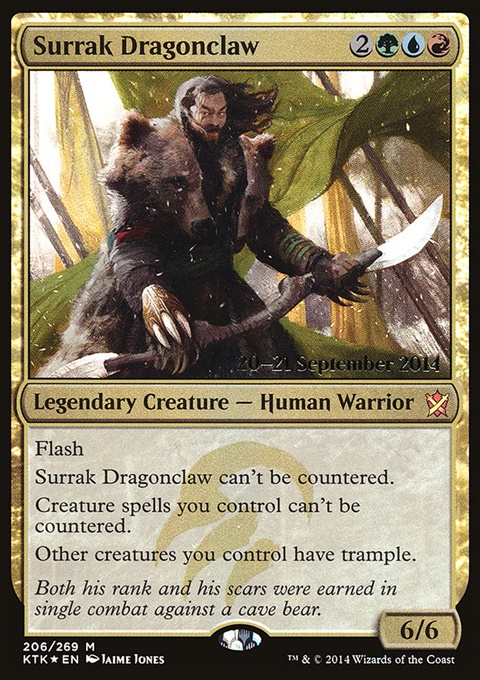 Surrak Dragonclaw 2
20–21 September 2014
Legendary Creature — Human Warrior
Flash
Surrak Dragonclaw can't be countered.
Creature spells you control can't be
countered.
Other creatures you control have trample.
Both his rank and his scars were earned in
single combat against a cave bear.
6/6
206/269 M
KTK★EN Jaime Jones
™ & © 2014 Wizards of the Coast